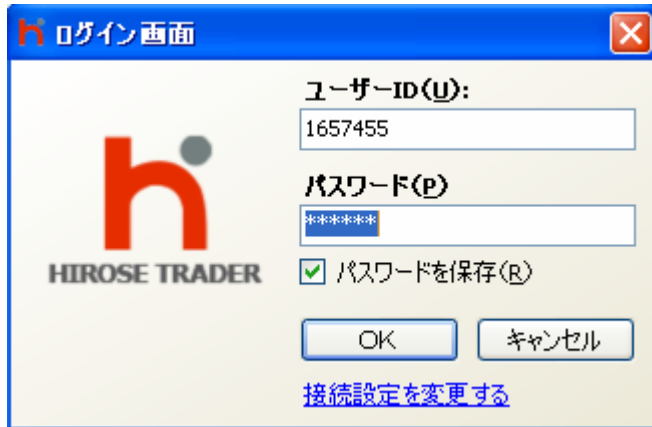 ログイン画面
ユーザーID(U):
1657455
パスワード(P)
******
HIROSE TRADER
パスワードを保存(R)
OK
キャンセル
接続設定を変更する